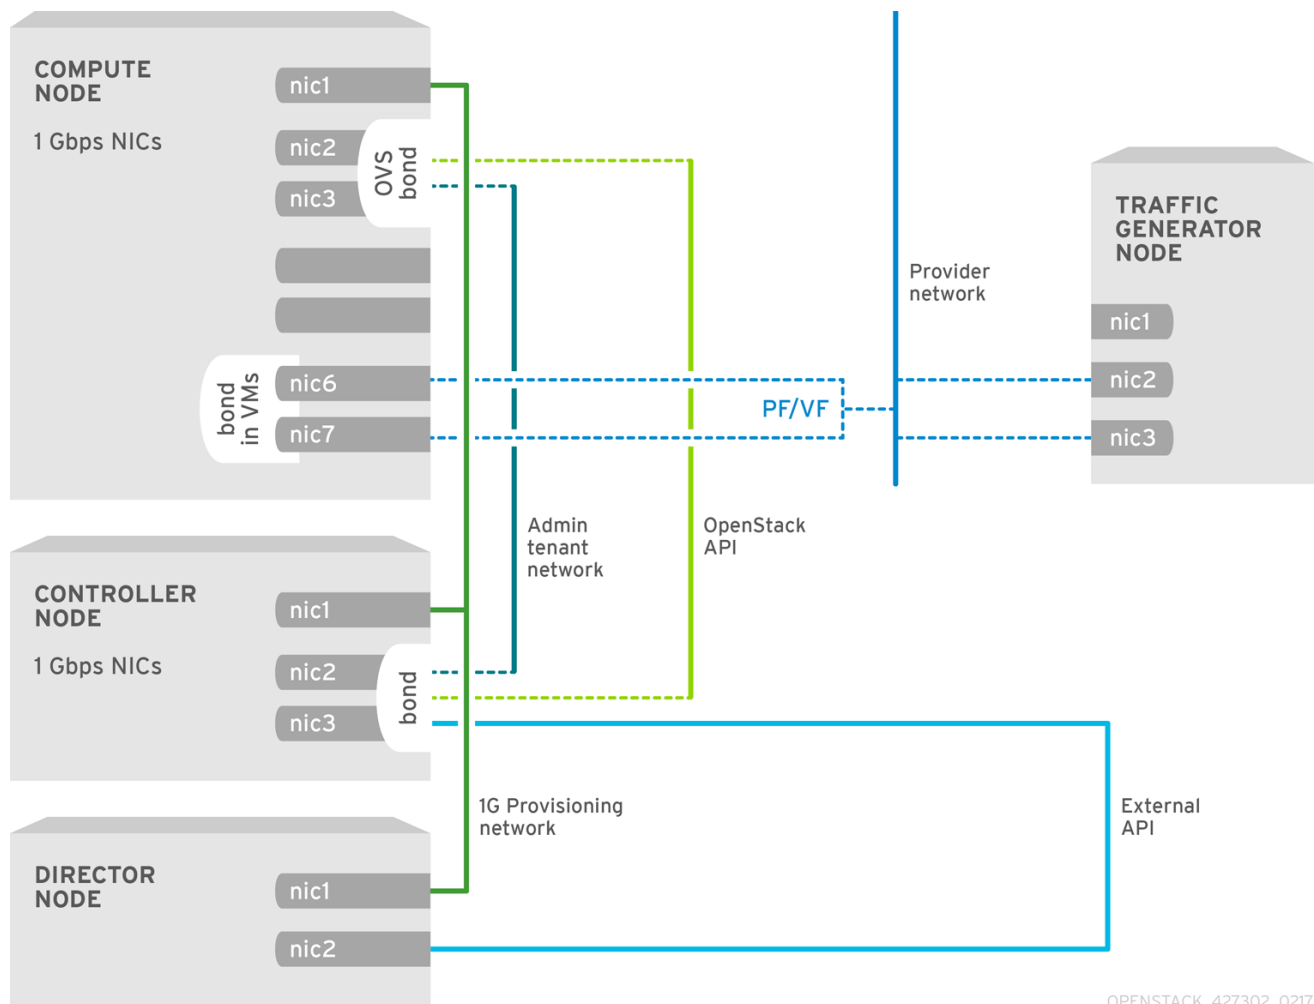 COMPUTE
NODE
1 Gbps NICs
nic1
nic2
nic3
OVS
bond
nic6
nic7
bond
in VMs
CONTROLLER
NODE
1 Gbps NICs
nic1
nic2
nic3
bond
DIRECTOR
NODE
nic1
nic2
Admin
tenant
network
OpenStack
API
1G Provisioning
network
PF/VF
Provider
network
TRAFFIC
GENERATOR
NODE
nic1
nic2
nic3
External
API
OPENSTACK_427302_0217